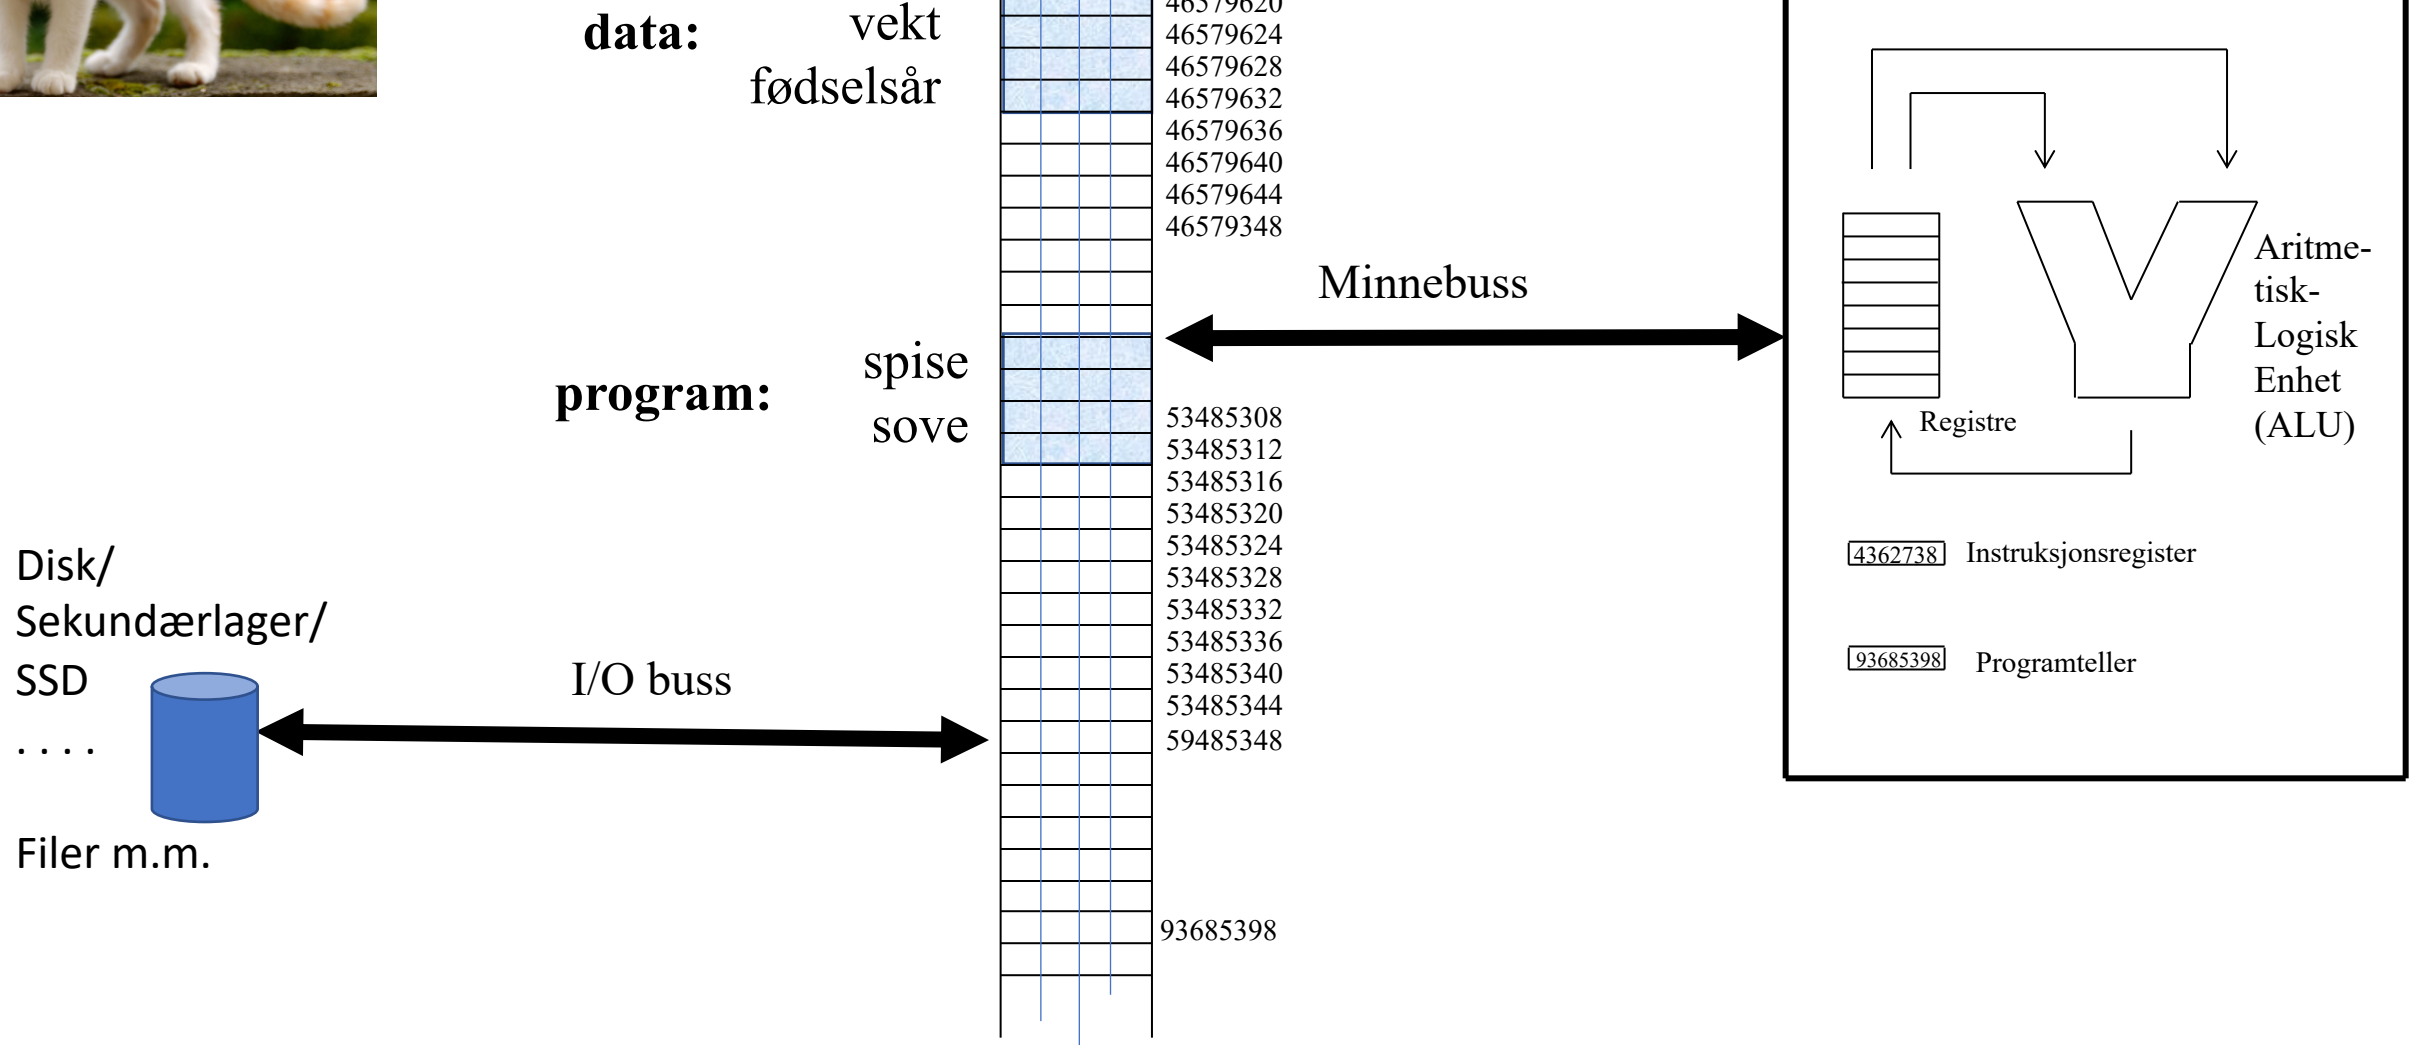 data:
vekt
fødselsår
46579620
46579624
46579628
46579632
46579636
46579640
46579644
46579348
Minnebuss
program:
spise
sove
53485308
53485312
53485316
53485320
53485324
53485328
53485332
53485336
53485340
53485344
59485348
93685398
Disk/
Sekundærlager/
SSD
. . . .
Filer m.m.
I/O buss
Aritme-
tisk-
Logisk
Enhet
(ALU)
Registre
4362738 Instruksjonsregister
93685398 Programteller